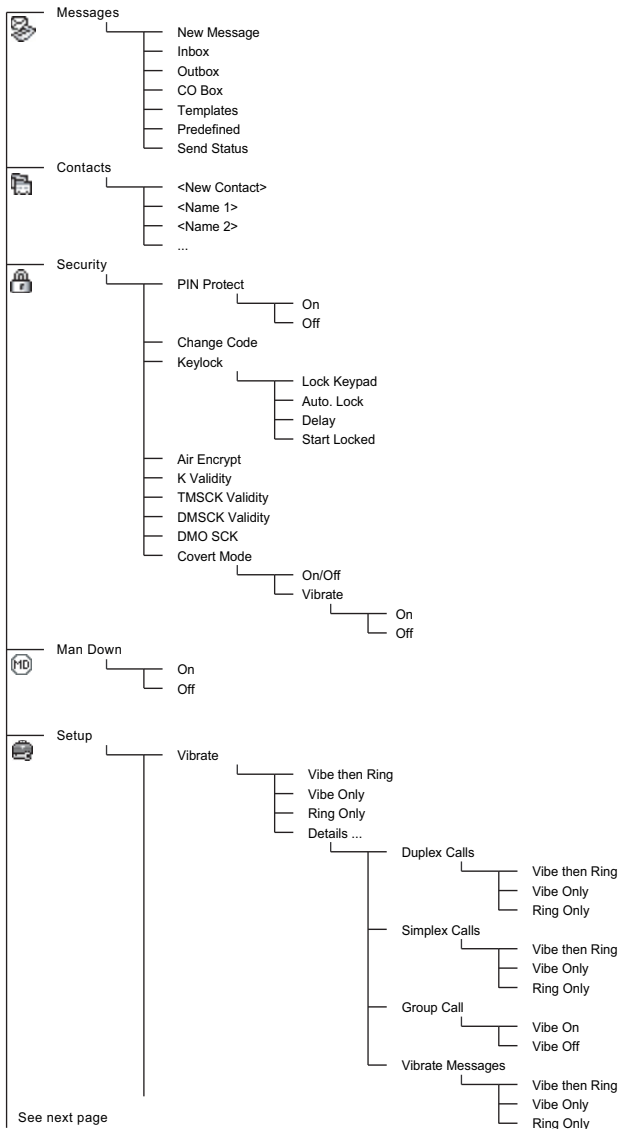 Messages
New Message
Inbox
Outbox
CO Box
Templates
Predefined
Send Status
Contacts
<New Contact>
<Name 1>
<Name 2>
...
Security
PIN Protect
On
Off
Change Code
Keylock
Lock Keypad
Auto. Lock
Delay
Start Locked
Air Encrypt
K Validity
TMSCK Validity
DMSCK Validity
DMO SCK
Covert Mode
On/Off
Vibrate
On
Off
Man Down
MD
On
Off
Setup
Vibrate
Vibe then Ring
Vibe Only
Ring Only
Details ...
Duplex Calls
Vibe then Ring
Vibe Only
Ring Only
Simplex Calls
Vibe then Ring
Vibe Only
Ring Only
Group Call
Vibe On
Vibe Off
Vibrate Messages
Vibe then Ring
Vibe Only
Ring Only
See next page